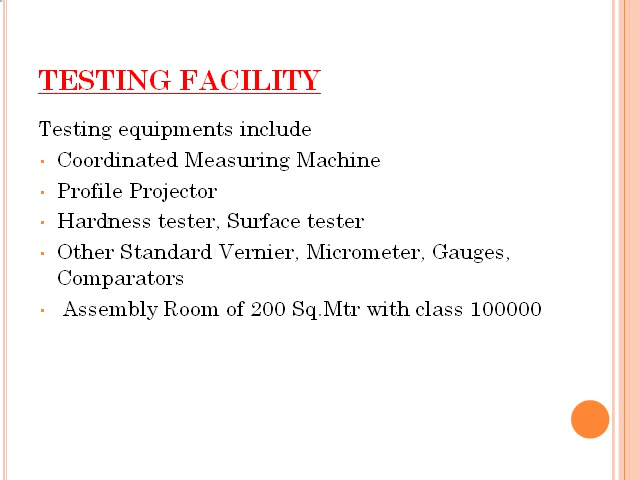 TESTING FACILITY
Testing equipments include
• Coordinated Measuring Machine
• Profile Projector
• Hardness tester, Surface tester
• Other Standard Vernier, Micrometer, Gauges,
Comparators
• Assembly Room of 200 Sq.Mtr with class 100000